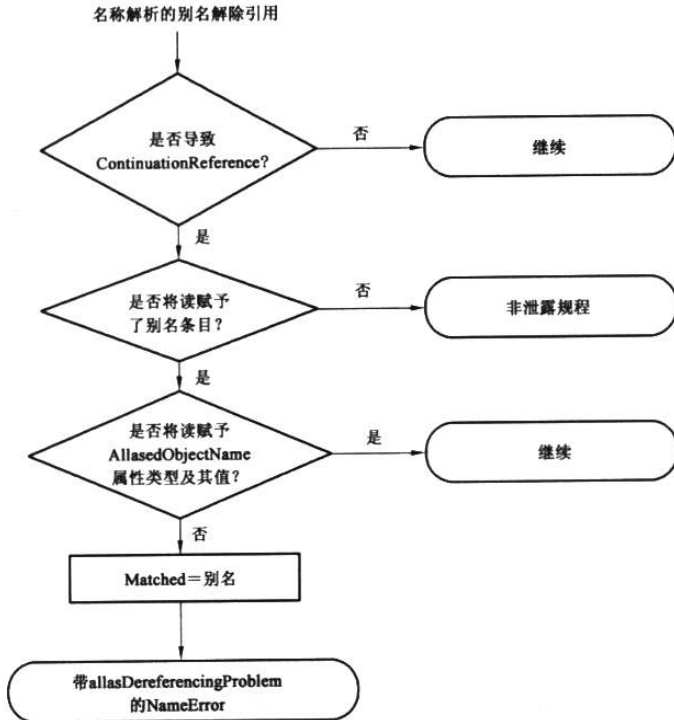 名称解析的别名解除引用
是否导致
ContinuationReference?
否
继续
是
是否将读赋予
了别名条目?
否
非泄露规程
是
是否将读赋予
AllasedObjectName
属性类型及其值?
是
继续
否
Matched=别名
带allasDereferencingProblem
的NameError